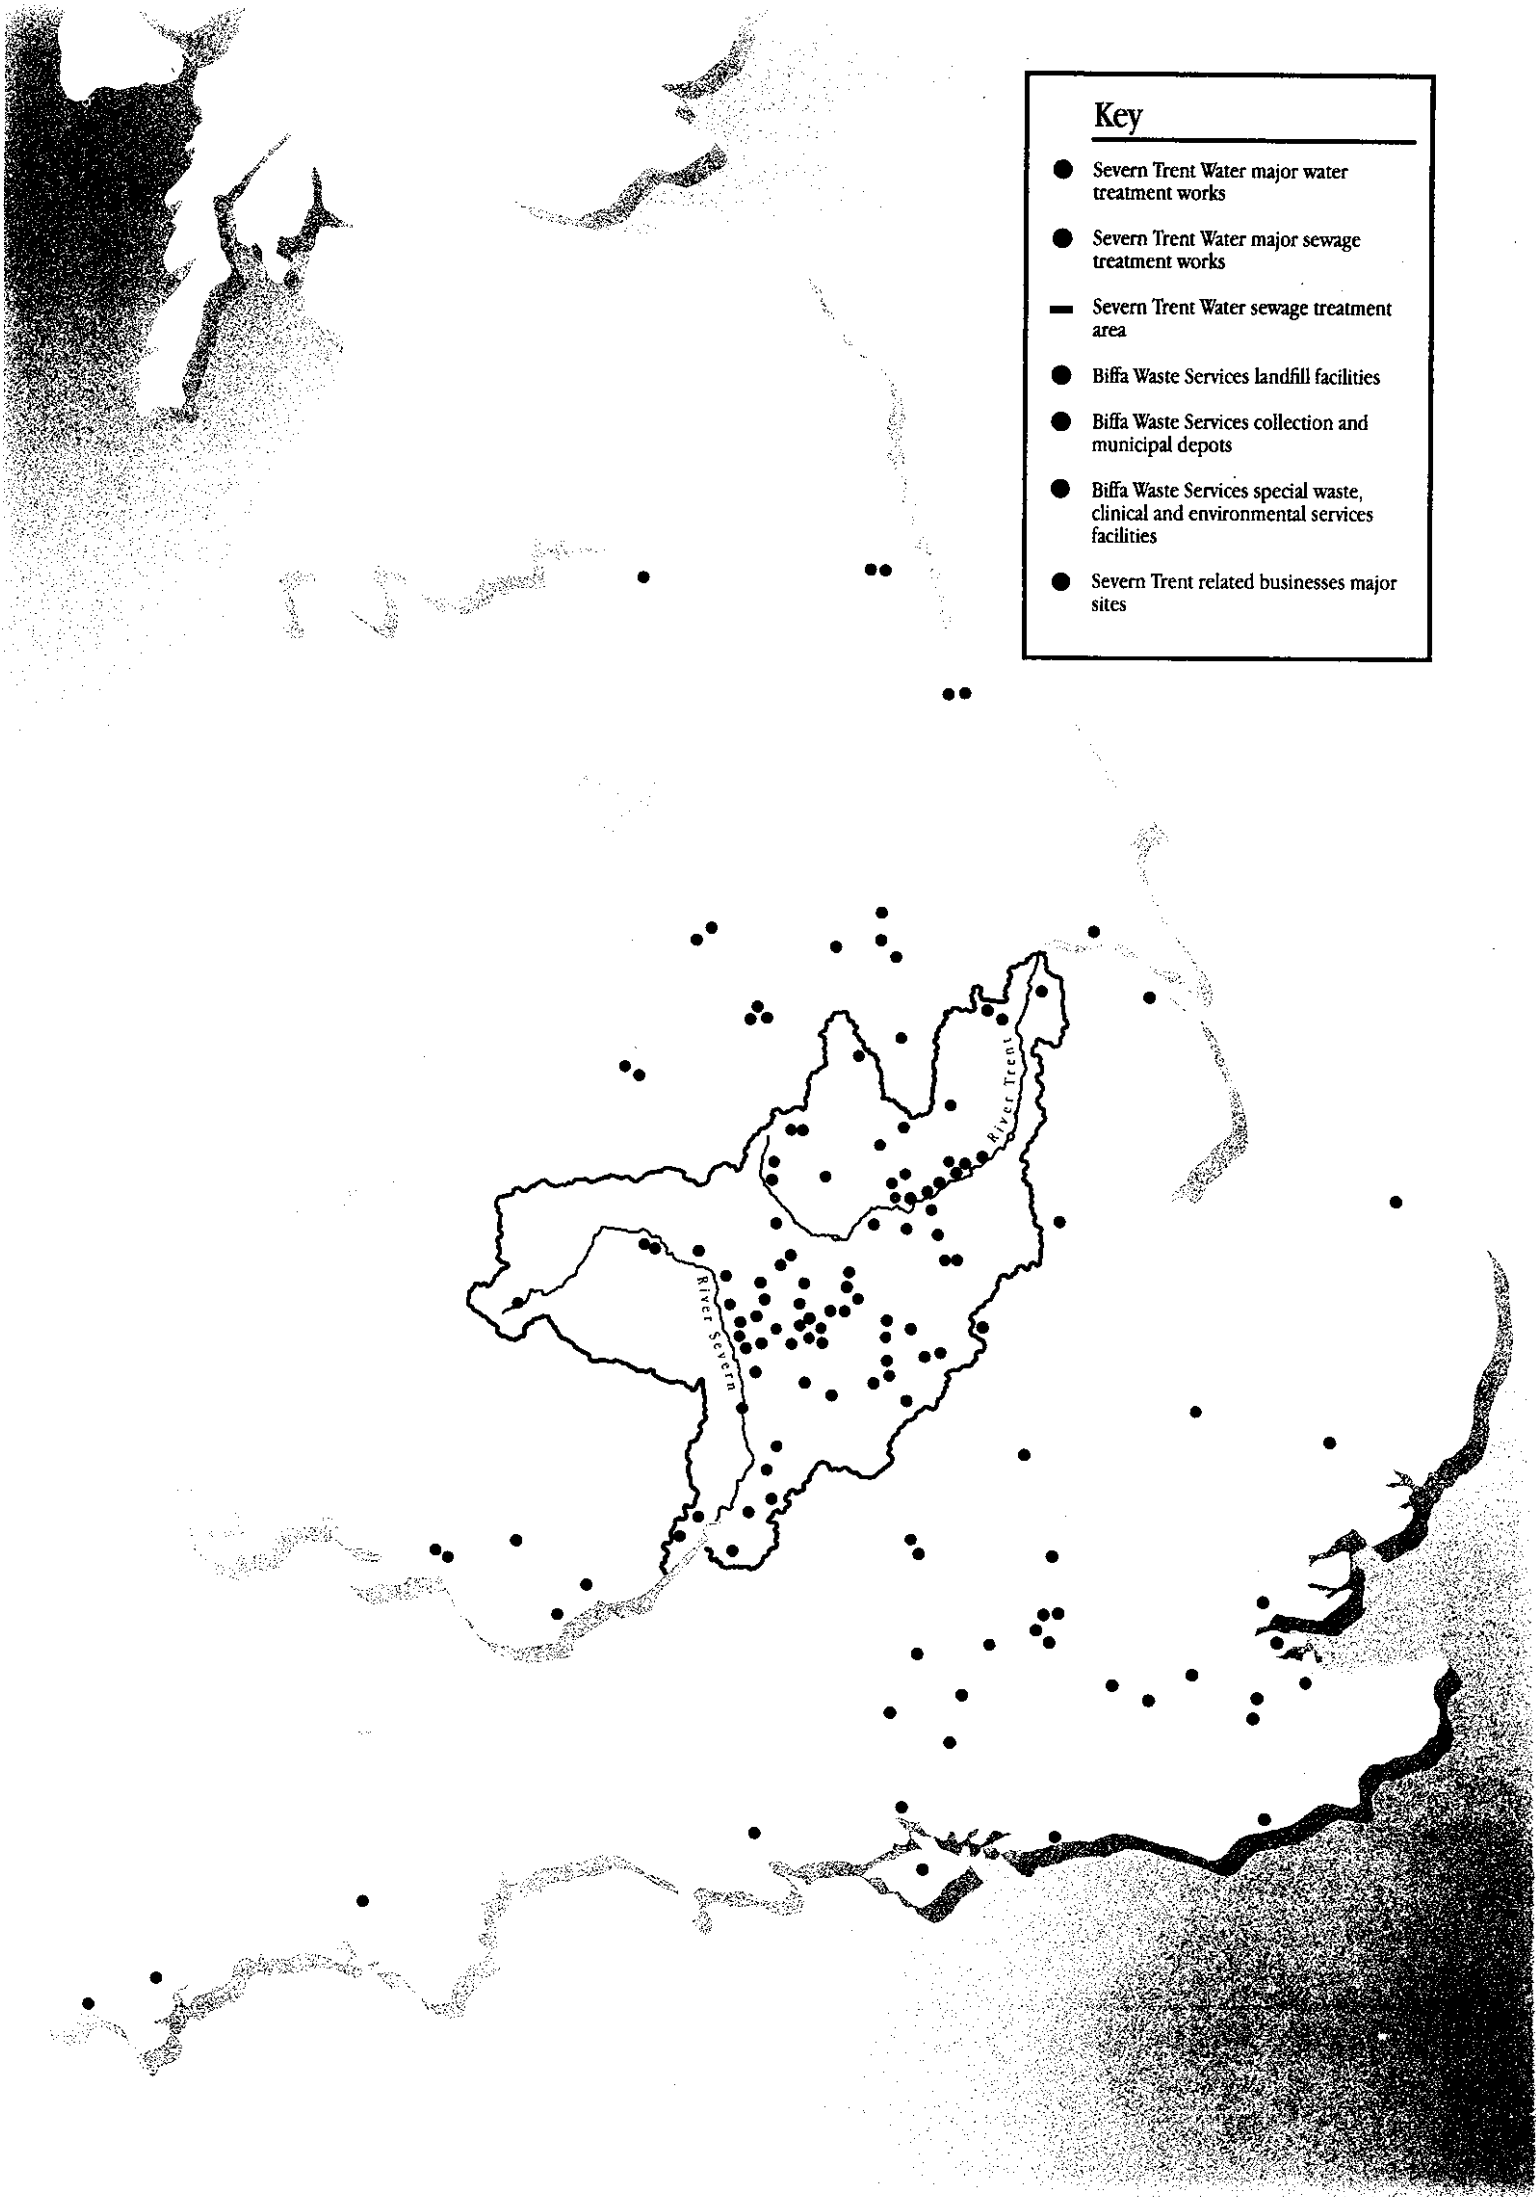 Key
Severn Trent Water major water
treatment works
Severn Trent Water major sewage
treatment works
Severn Trent Water sewage treatment
area
Biffa Waste Services landfill facilities
Biffa Waste Services collection and
municipal depots
Biffa Waste Services special waste,
clinical and environmental services
facilities
Severn Trent related businesses major
sites
River Trent
River Severn